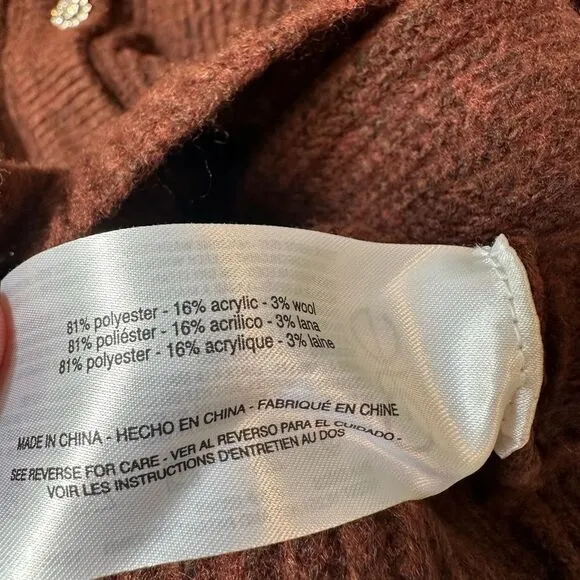 81% polyester - 16% acrylic - 3% wool
81% poliéster - 16% acrilico - 3% lana
81% polyester - 16% acrylique - 3% laine
MADE IN CHINA - HECHO EN CHINA - FABRIQUÉ EN CHINE
SEE REVERSE FOR CARE - VER AL REVERSO PARA EL CUIDADO -
VOIR LES INSTRUCTIONS D'ENTRETIEN AU DOS